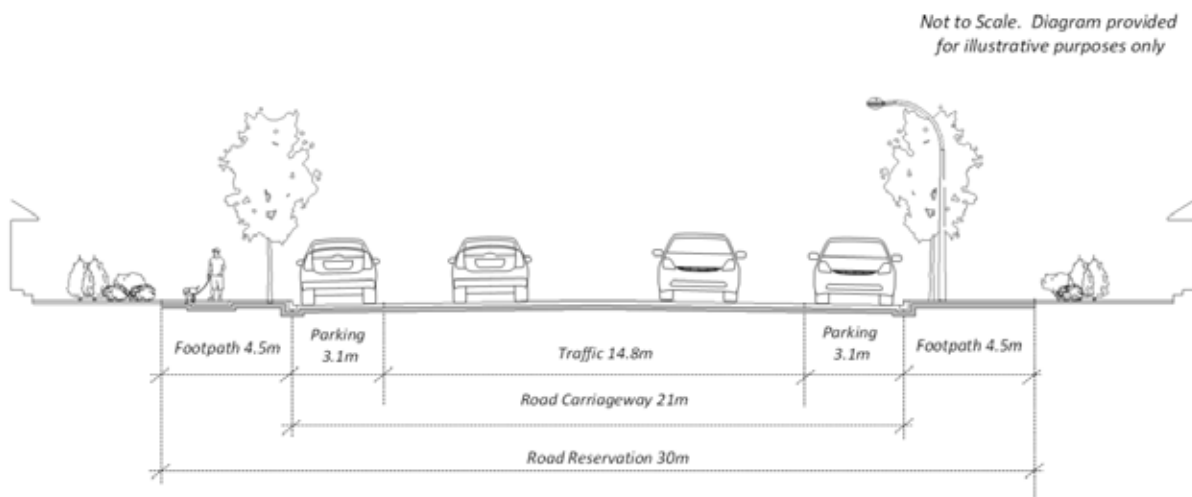 Not to Scale. Diagram provided
for illustrative purposes only
Footpath 4.5m
Parking
3.1m
Traffic 14.8m
Parking
3.1m
Footpath 4.5m
Road Carriageway 21m
Road Reservation 30m